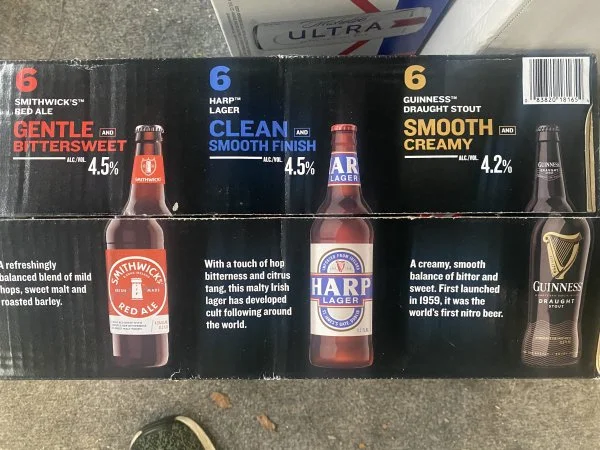 ULTRA
6
SMITHWICK'S™
RED ALE
GENTLE AND
BITTERSWEET
ALC./VOL. 4.5%
6
HARP™
LAGER
CLEAN AND
SMOOTH FINISH
ALC./VOL. 4.5%
6
GUINNESS™
DRAUGHT STOUT
SMOOTH AND
CREAMY
ALC./VOL. 4.2%
83820 18165
A refreshingly
balanced blend of mild
hops, sweet malt and
roasted barley.
SMITHWICK'S
RED ALE
With a touch of hop
bitterness and citrus
tang, this malty Irish
lager has developed
cult following around
the world.
AR
LAGER
HARP
LAGER
A creamy, smooth
balance of bitter and
sweet. First launched
in 1959, it was the
world's first nitro beer.
GUINNESS
GUINNESS
DRAUGHT
STOUT